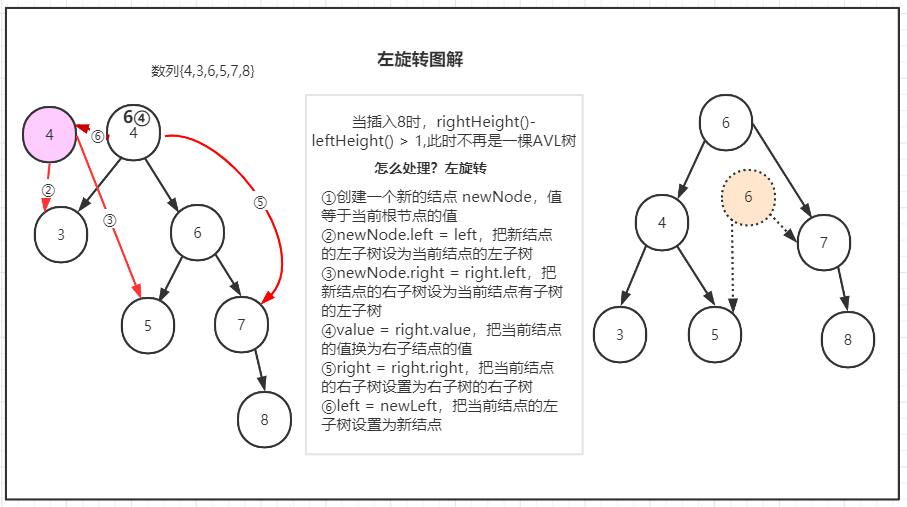 左旋转图解
数列{4,3,6,5,7,8}
4
6④
4
⑥
②
③
⑤
3
6
5
7
8
当插入8时，rightHeight()-
leftHeight() > 1,此时不再是一棵AVL树
怎么处理？左旋转
①创建一个新的结点 newNode，值
等于当前根节点的值
②newNode.left = left，把新结点
的左子树设为当前结点的左子树
③newNode.right = right.left，把
新结点的右子树设为当前结点有子树
的左子树
④value = right.value，把当前结点
的值换为右子结点的值
⑤right = right.right，把当前结点
的右子树设置为右子树的右子树
⑥left = newLeft，把当前结点的左
子树设置为新结点
6
4
6
7
3
5
8